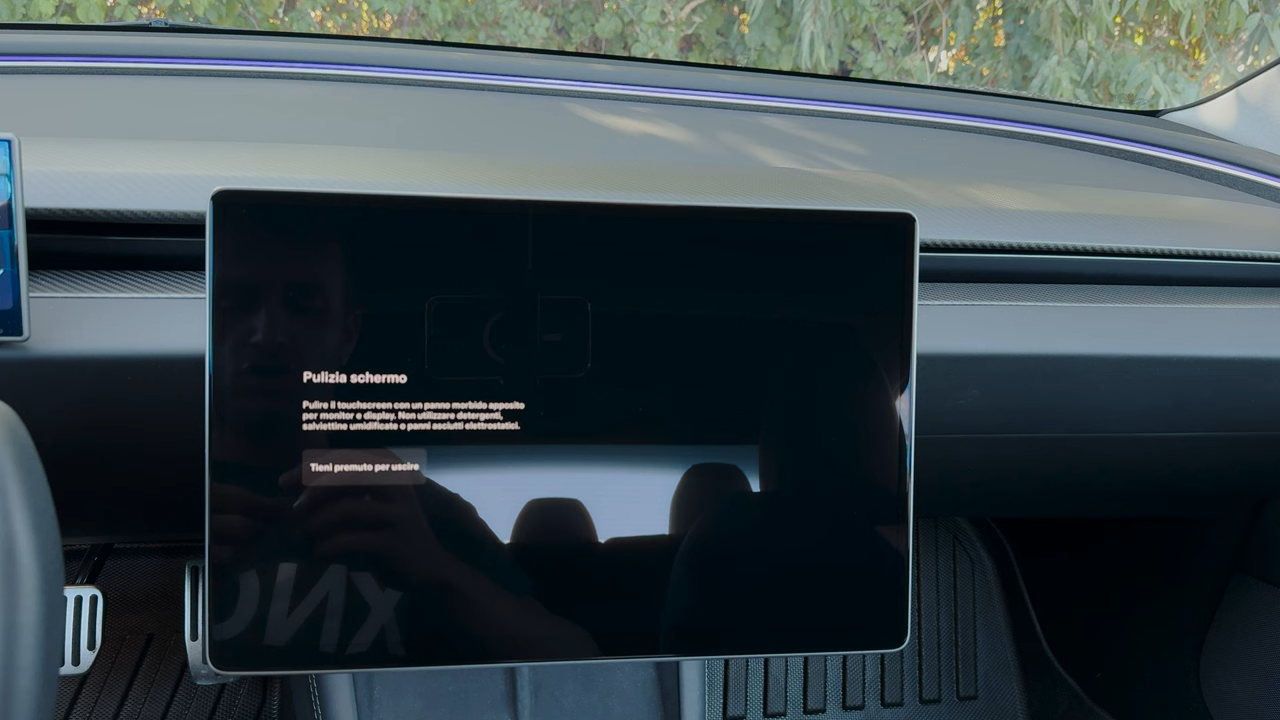 Pulizia schermo
Pulire il touchscreen con un panno morbido apposito
per monitor e display. Non utilizzare detergenti,
salviettine umidificate o panni asciutti elettrostatici.
Tieni premuto per uscire